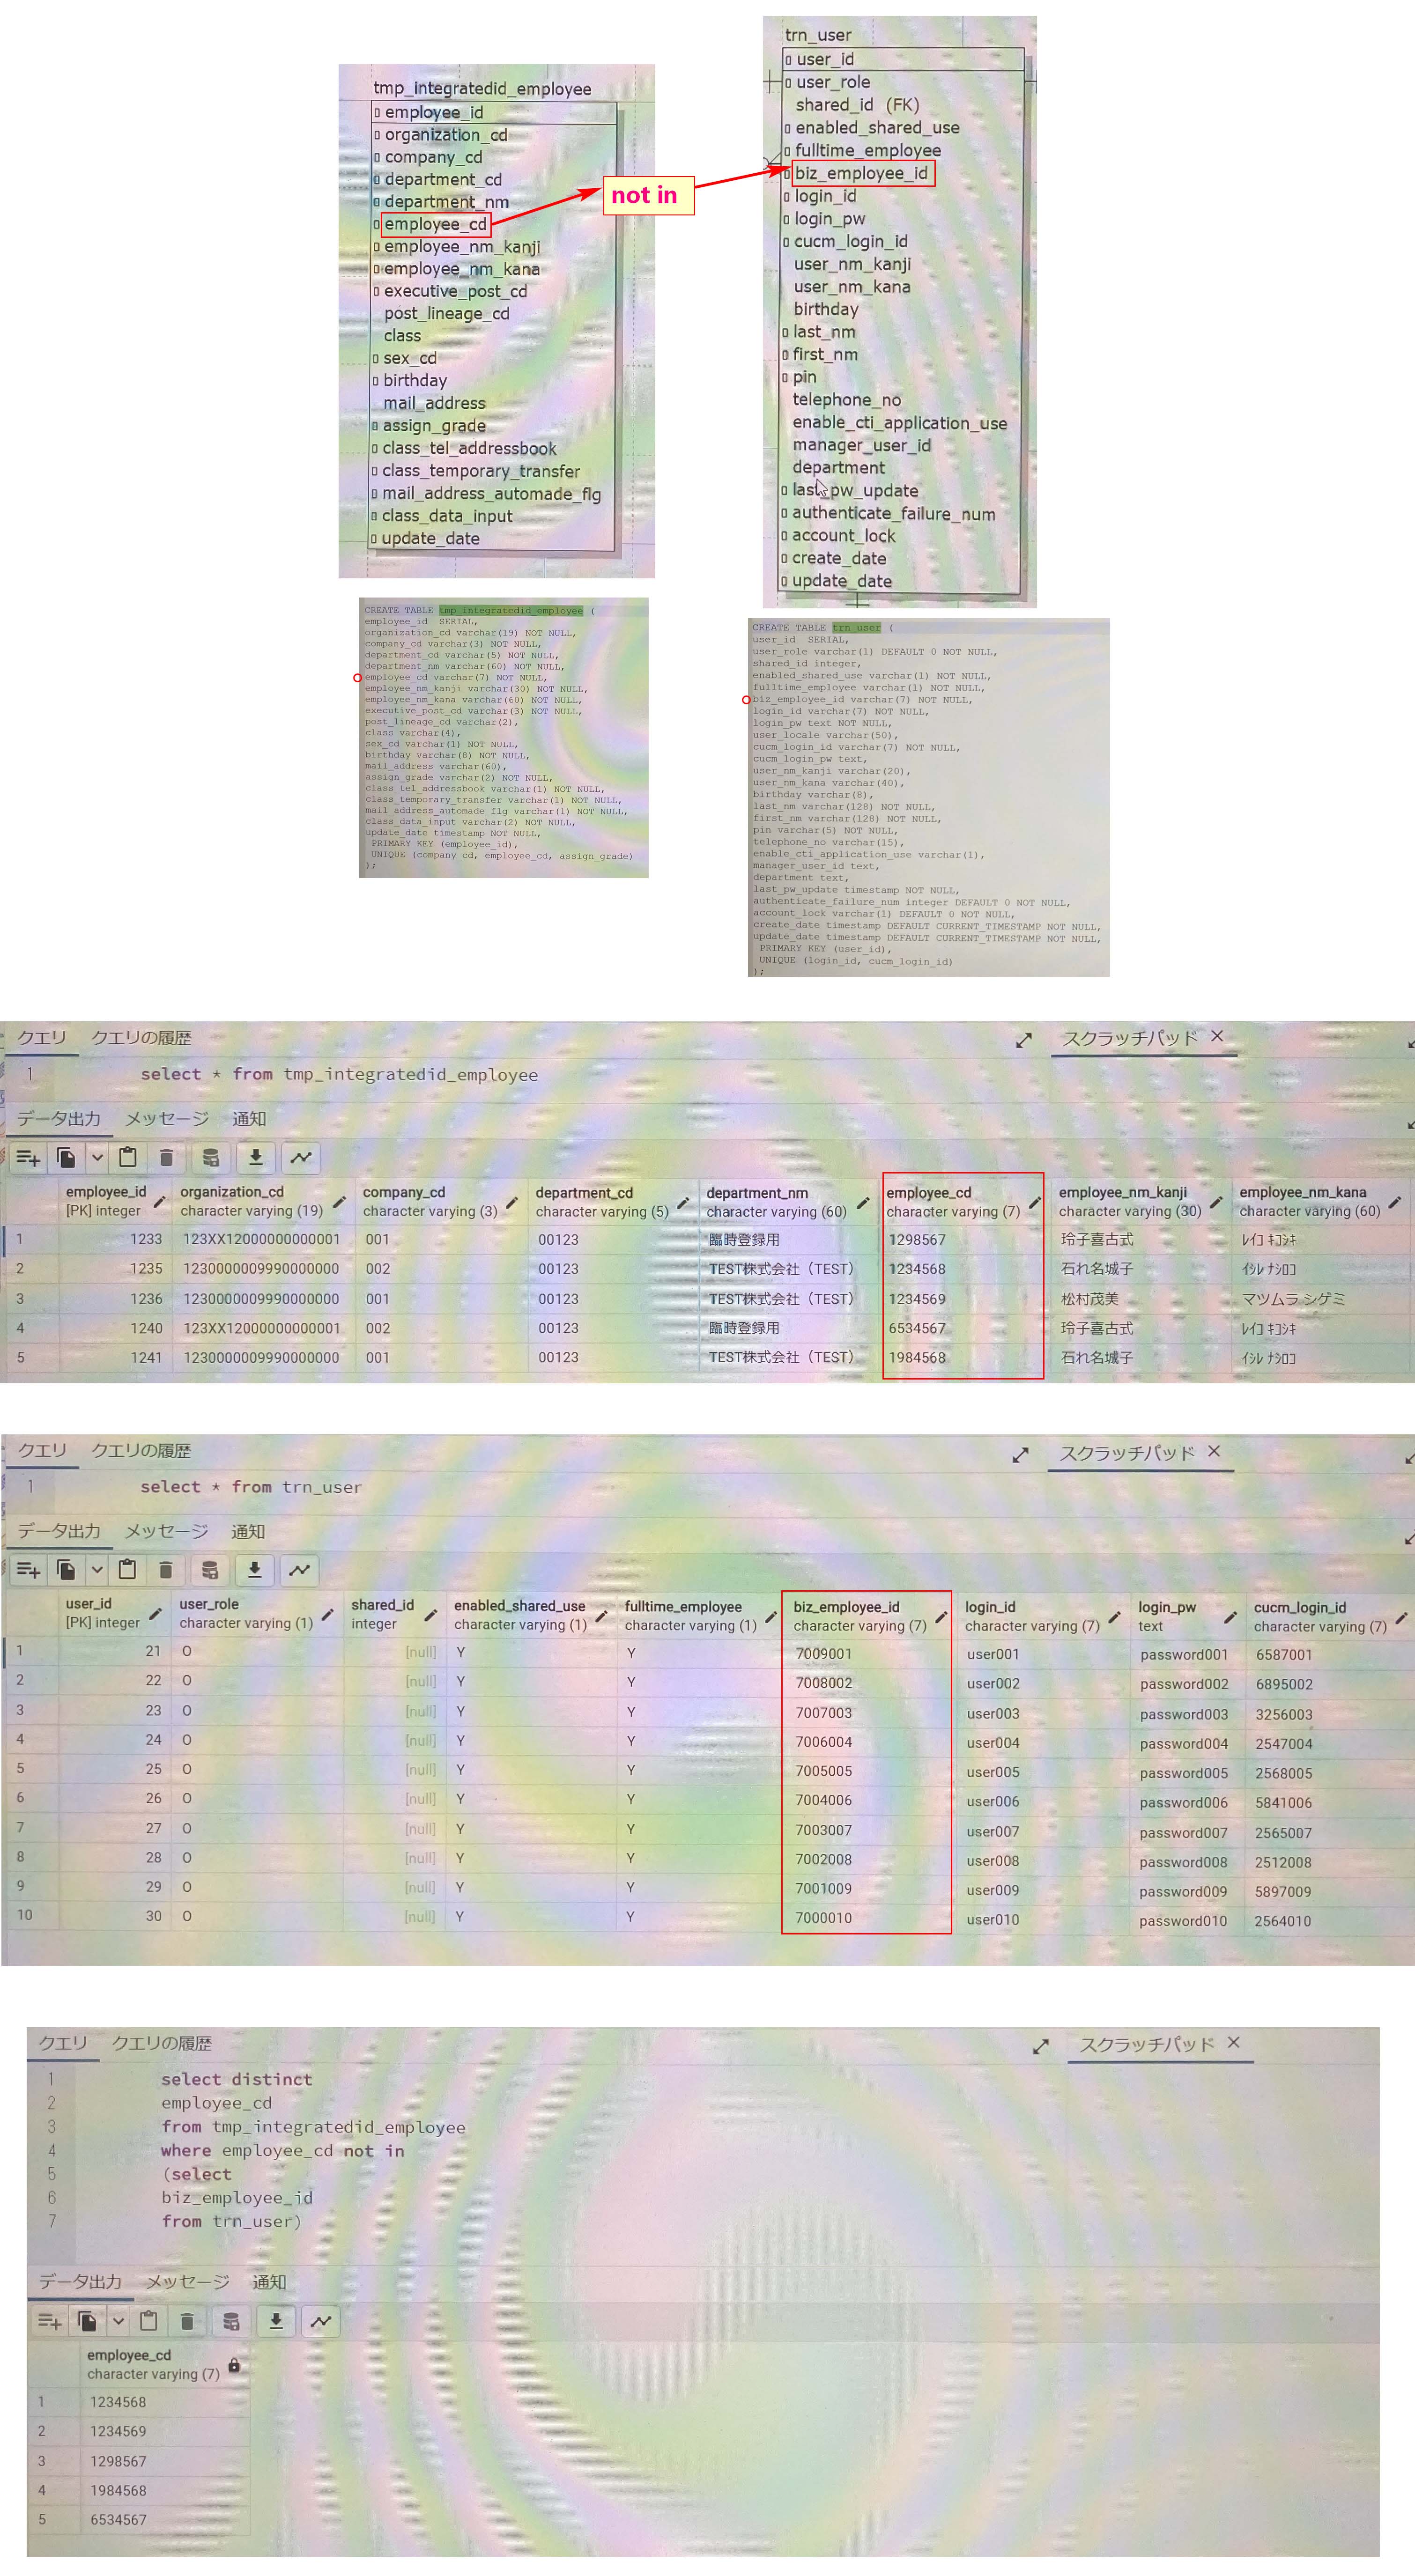 trn_user
user_id
user_role
shared_id (FK)
enabled_shared_use
fulltime_employee
biz_employee_id
login_id
login_pw
cucm_login_id
user_nm_kanji
user_nm_kana
birthday
last_nm
first_nm
pin
telephone_no
enable_cti_application_use
manager_user_id
department
last_pw_update
authenticate_failure_num
account_lock
create_date
update_date
tmp_integratedid_employee
employee_id
organization_cd
company_cd
department_cd
department_nm
employee_cd
employee_nm_kanji
employee_nm_kana
executive_post_cd
post_lineage_cd
class
sex_cd
birthday
mail_address
assign_grade
class_tel_addressbook
class_temporary_transfer
mail_address_automade_flg
class_data_input
update_date
not in
CREATE TABLE tmp_integratedid_employee (
employee_id SERIAL,
organization_cd varchar(19) NOT NULL,
company_cd varchar(3) NOT NULL,
department_cd varchar(5) NOT NULL,
department_nm varchar(60) NOT NULL,
employee_cd varchar(7) NOT NULL,
employee_nm_kanji varchar(30) NOT NULL,
employee_nm_kana varchar(60) NOT NULL,
executive_post_cd varchar(3) NOT NULL,
post_lineage_cd varchar(2),
class varchar(4),
sex_cd varchar(1) NOT NULL,
birthday varchar(8) NOT NULL,
mail_address varchar(60),
assign_grade varchar(2) NOT NULL,
class_tel_addressbook varchar(1) NOT NULL,
class_temporary_transfer varchar(1) NOT NULL,
mail_address_automade_flg varchar(1) NOT NULL,
class_data_input varchar(2) NOT NULL,
update_date timestamp NOT NULL,
PRIMARY KEY (employee_id),
UNIQUE (company_cd, employee_cd, assign_grade)
);
CREATE TABLE trn_user (
user_id SERIAL,
user_role varchar(1) DEFAULT 0 NOT NULL,
shared_id integer,
enabled_shared_use varchar(1) NOT NULL,
fulltime_employee varchar(1) NOT NULL,
biz_employee_id varchar(7) NOT NULL,
login_id varchar(7) NOT NULL,
login_pw text NOT NULL,
user_locale varchar(50),
cucm_login_id varchar(7) NOT NULL,
cucm_login_pw text,
user_nm_kanji varchar(20),
user_nm_kana varchar(40),
birthday varchar(8),
last_nm varchar(128) NOT NULL,
first_nm varchar(128) NOT NULL,
pin varchar(5) NOT NULL,
telephone_no varchar(15),
enable_cti_application_use varchar(1),
manager_user_id text,
department text,
last_pw_update timestamp NOT NULL,
authenticate_failure_num integer DEFAULT 0 NOT NULL,
account_lock varchar(1) DEFAULT 0 NOT NULL,
create_date timestamp DEFAULT CURRENT_TIMESTAMP NOT NULL,
update_date timestamp DEFAULT CURRENT_TIMESTAMP NOT NULL,
PRIMARY KEY (user_id),
UNIQUE (login_id, cucm_login_id)
);
クエリ クエリの履歴 スクラッチパッド ×
1 select * from tmp_integratedid_employee
データ出力 メッセージ 通知
employee_id organization_cd company_cd department_cd department_nm employee_cd employee_nm_kanji employee_nm_kana
[PK] integer character varying (19) character varying (3) character varying (5) character varying (60) character varying (7) character varying (30) character varying (60)
1 1233 123XX12000000000001 001 00123 臨時登録用 1298567 玲子喜古式 ﾚｲｺ ｷｺｼｷ
2 1235 1230000009990000000 002 00123 TEST株式会社（TEST） 1234568 石れ名城子 ｲｼﾚ ﾅｼﾛｺ
3 1236 1230000009990000000 001 00123 TEST株式会社（TEST） 1234569 松村茂美 マツムラ シゲミ
4 1240 123XX12000000000001 002 00123 臨時登録用 6534567 玲子喜古式 ﾚｲｺ ｷｺｼｷ
5 1241 1230000009990000000 001 00123 TEST株式会社（TEST） 1984568 石れ名城子 ｲｼﾚ ﾅｼﾛｺ
クエリ クエリの履歴 スクラッチパッド ×
1 select * from trn_user
データ出力 メッセージ 通知
user_id user_role shared_id enabled_shared_use fulltime_employee biz_employee_id login_id login_pw cucm_login_id
[PK] integer character varying (1) integer character varying (1) character varying (1) character varying (7) character varying (7) text character varying (7)
1 21 O [null] Y Y 7009001 user001 password001 6587001
2 22 O [null] Y Y 7008002 user002 password002 6895002
3 23 O [null] Y Y 7007003 user003 password003 3256003
4 24 O [null] Y Y 7006004 user004 password004 2547004
5 25 O [null] Y Y 7005005 user005 password005 2568005
6 26 O [null] Y Y 7004006 user006 password006 5841006
7 27 O [null] Y Y 7003007 user007 password007 2565007
8 28 O [null] Y Y 7002008 user008 password008 2512008
9 29 O [null] Y Y 7001009 user009 password009 5897009
10 30 O [null] Y Y 7000010 user010 password010 2564010
クエリ クエリの履歴 スクラッチパッド ×
1 select distinct
2 employee_cd
3 from tmp_integratedid_employee
4 where employee_cd not in
5 (select
6 biz_employee_id
7 from trn_user)
データ出力 メッセージ 通知
employee_cd
character varying (7)
1 1234568
2 1234569
3 1298567
4 1984568
5 6534567